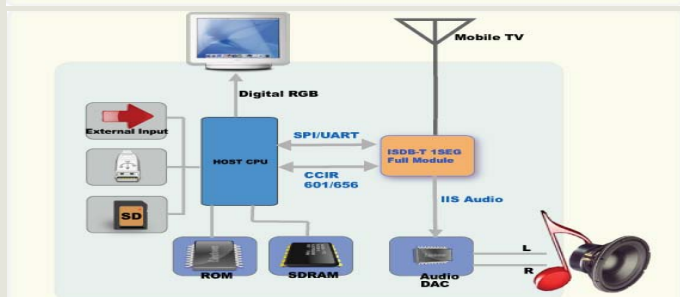 Mobile TV
Digital RGB
External Input
SPI/UART
HOST CPU
ISDB-T 1SEG
Full Module
CCIR
601/656
IIS Audio
SD
L
R
ROM
SDRAM
Audio
DAC